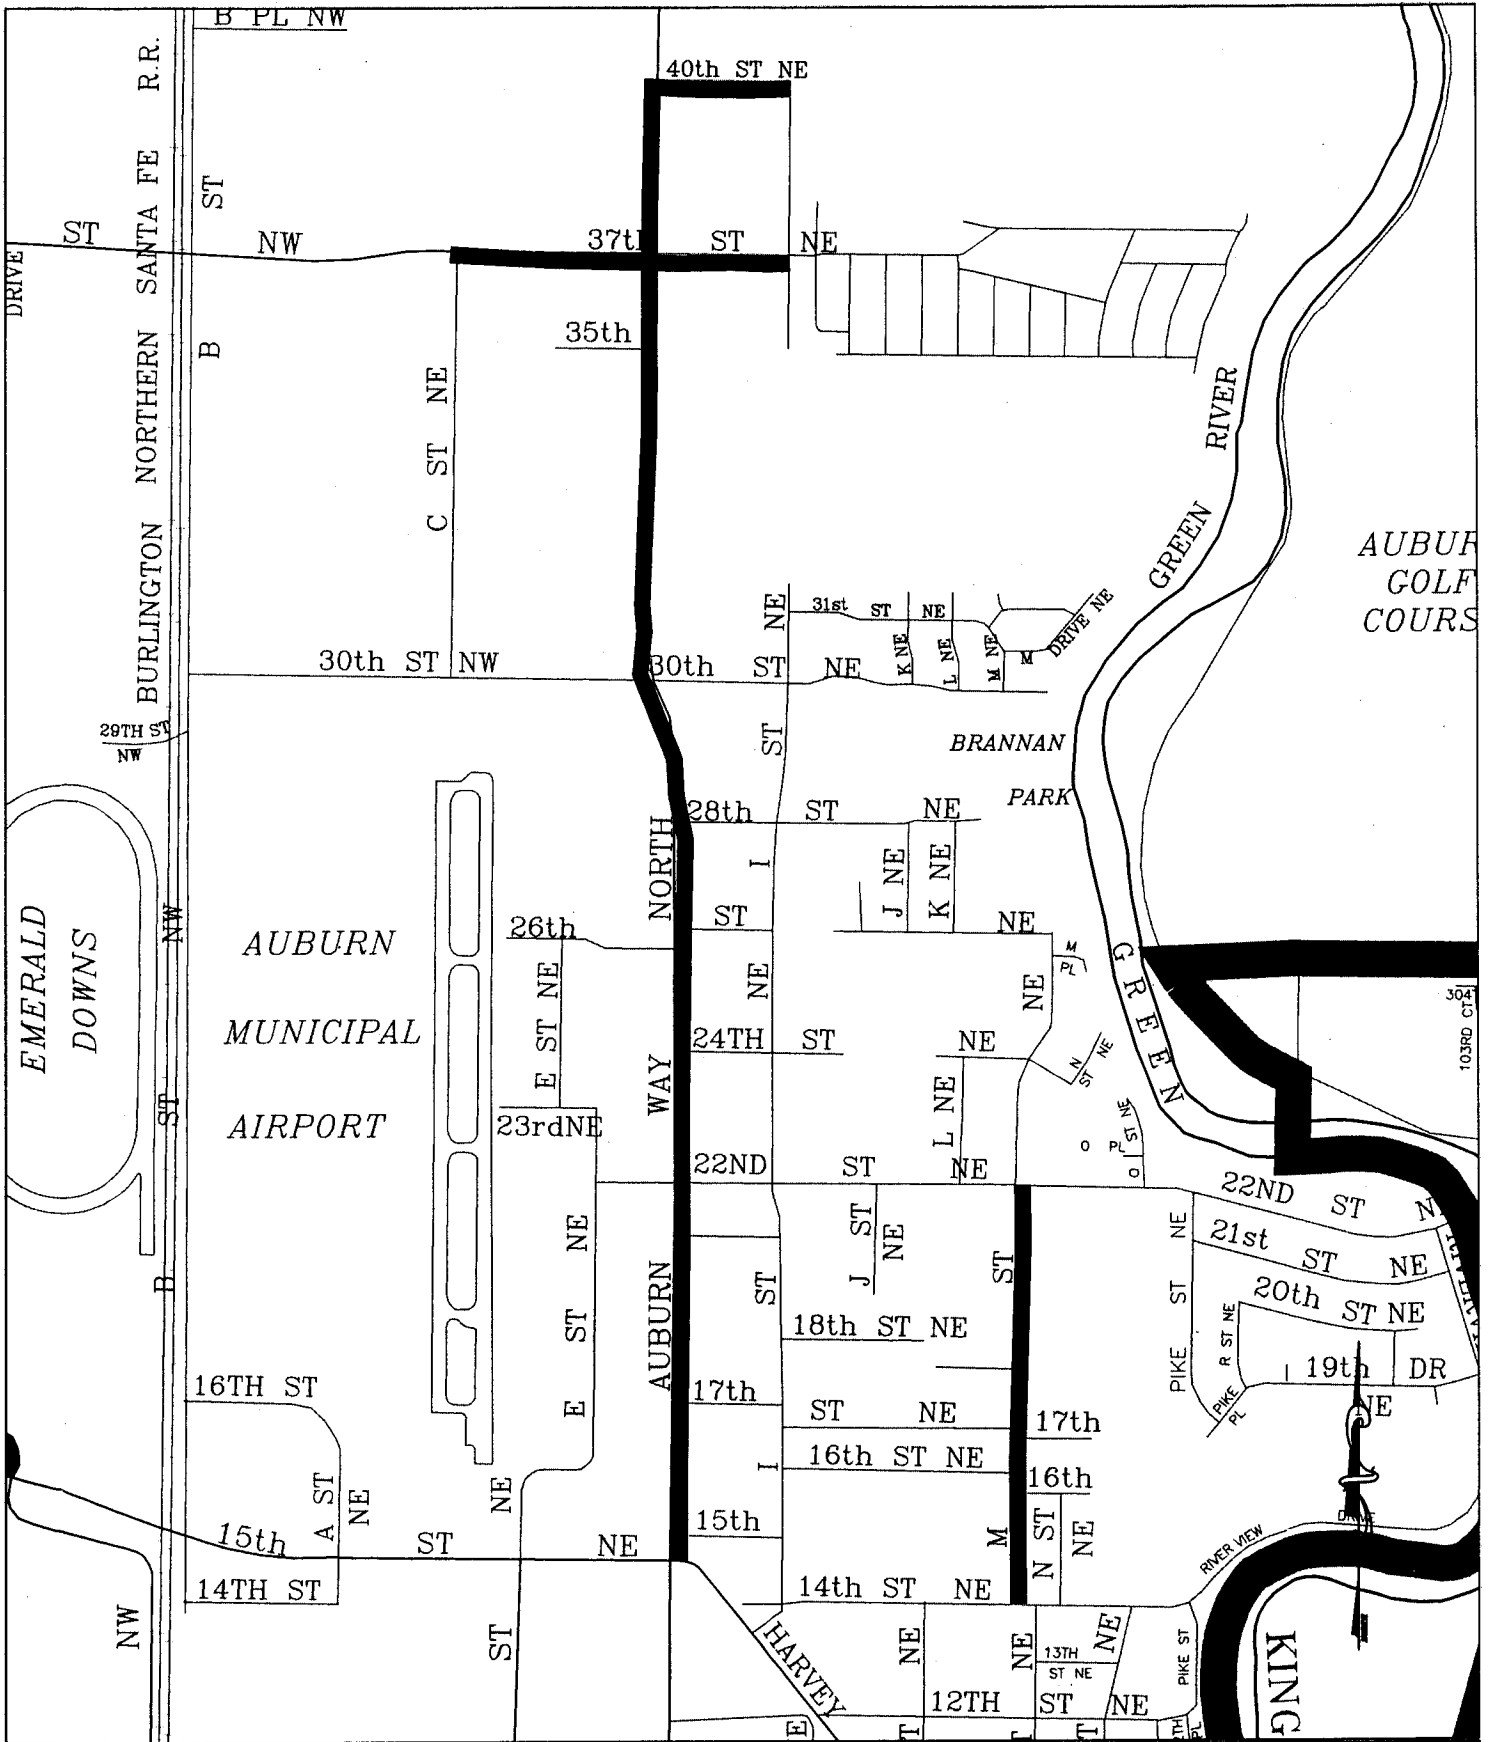 B PL NW
40th ST NE
BURLINGTON NORTHERN SANTA FE R.R.
B ST
ST NW
37th ST NE
DRIVE
35th
C ST NE
GREEN RIVER
AUBUR
GOLF
COURS
31st ST NE
NE
K NE
L NE
M NE
M DRIVE NE
30th ST NW
30th ST NE
29TH ST
NW
ST
BRANNAN
PARK
28th ST NE
NORTH
I
J NE
K NE
EMERALD
DOWNS
NW
AUBURN
MUNICIPAL
AIRPORT
26th
ST
NE
M
PL
GREEN
E ST NE
NE
NE
304T
103RD CT
24TH ST
NE
N
ST NE
WAY
ST
23rdNE
L NE
O PL
ST NE
O
22ND ST NE
22ND ST N
J ST
NE
ST
PIKE ST NE
21st ST NE
E ST NE
AUBURN
ST
B
20th ST NE
18th ST NE
R ST NE
19th DR
NE
16TH ST
17th
ST NE
17th
PIKE
PL
16th ST NE
16th
I
A ST
NE
NE
15th ST NE
15th
M
N ST
NE
RIVER VIEW
DRIVE
14TH ST
14th ST NE
NW
ST
HARVEY
NE
NE
13TH
ST NE
NE
PIKE ST
KING
12TH ST NE
E
T
T
PL